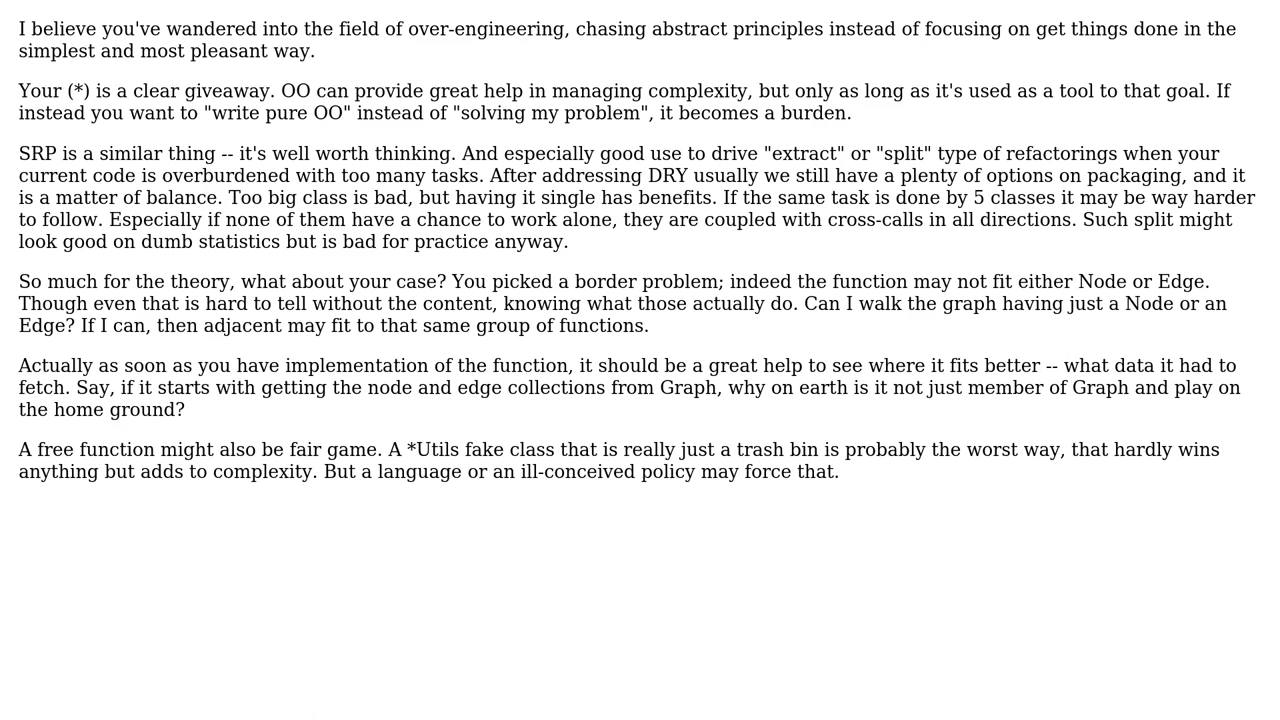 I believe you've wandered into the field of over-engineering, chasing abstract principles instead of focusing on get things done in the
simplest and most pleasant way.
Your (*) is a clear giveaway. OO can provide great help in managing complexity, but only as long as it's used as a tool to that goal. If
instead you want to "write pure OO" instead of "solving my problem", it becomes a burden.
SRP is a similar thing -- it's well worth thinking. And especially good use to drive "extract" or "split" type of refactorings when your
current code is overburdened with too many tasks. After addressing DRY usually we still have a plenty of options on packaging, and it
is a matter of balance. Too big class is bad, but having it single has benefits. If the same task is done by 5 classes it may be way harder
to follow. Especially if none of them have a chance to work alone, they are coupled with cross-calls in all directions. Such split might
look good on dumb statistics but is bad for practice anyway.
So much for the theory, what about your case? You picked a border problem; indeed the function may not fit either Node or Edge.
Though even that is hard to tell without the content, knowing what those actually do. Can I walk the graph having just a Node or an
Edge? If I can, then adjacent may fit to that same group of functions.
Actually as soon as you have implementation of the function, it should be a great help to see where it fits better -- what data it had to
fetch. Say, if it starts with getting the node and edge collections from Graph, why on earth is it not just member of Graph and play on
the home ground?
A free function might also be fair game. A *Utils fake class that is really just a trash bin is probably the worst way, that hardly wins
anything but adds to complexity. But a language or an ill-conceived policy may force that.